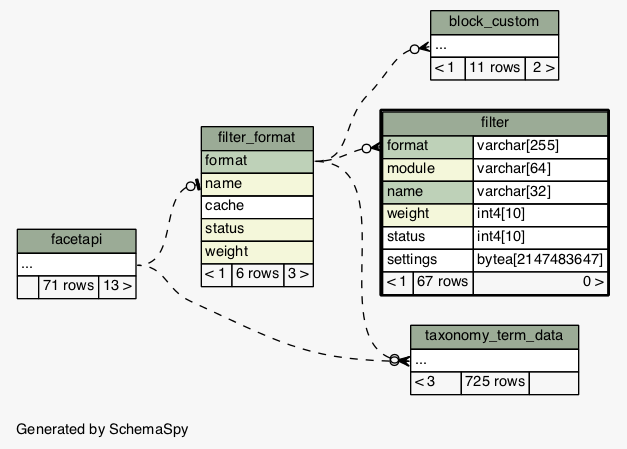 block_custom
...
< 1 11 rows 2 >
filter
format varchar[255]
module varchar[64]
name varchar[32]
weight int4[10]
status int4[10]
settings bytea[2147483647]
< 1 67 rows 0 >
filter_format
format
name
cache
status
weight
< 1 6 rows 3 >
facetapi
...
71 rows 13 >
taxonomy_term_data
...
< 3 725 rows
Generated by SchemaSpy